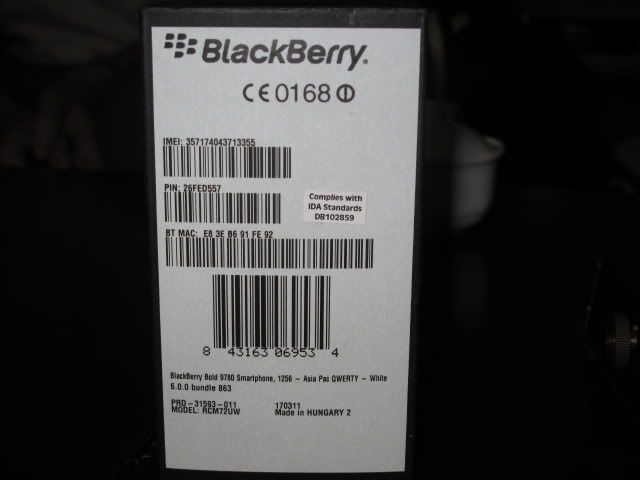 BlackBerry.
CE0168
IMEI: 357174043713355
PIN: 26FED557
Complies with
IDA Standards
DB102859
BT MAC: E8 3E B6 91 FE 92
8 43163 06953 4
BlackBerry Bold 9780 Smartphone, 1256 - Asia Pac QWERTY - White
6.0.0 bundle 863
PRD-31593-011 170311
MODEL: RCM72UW Made in HUNGARY 2